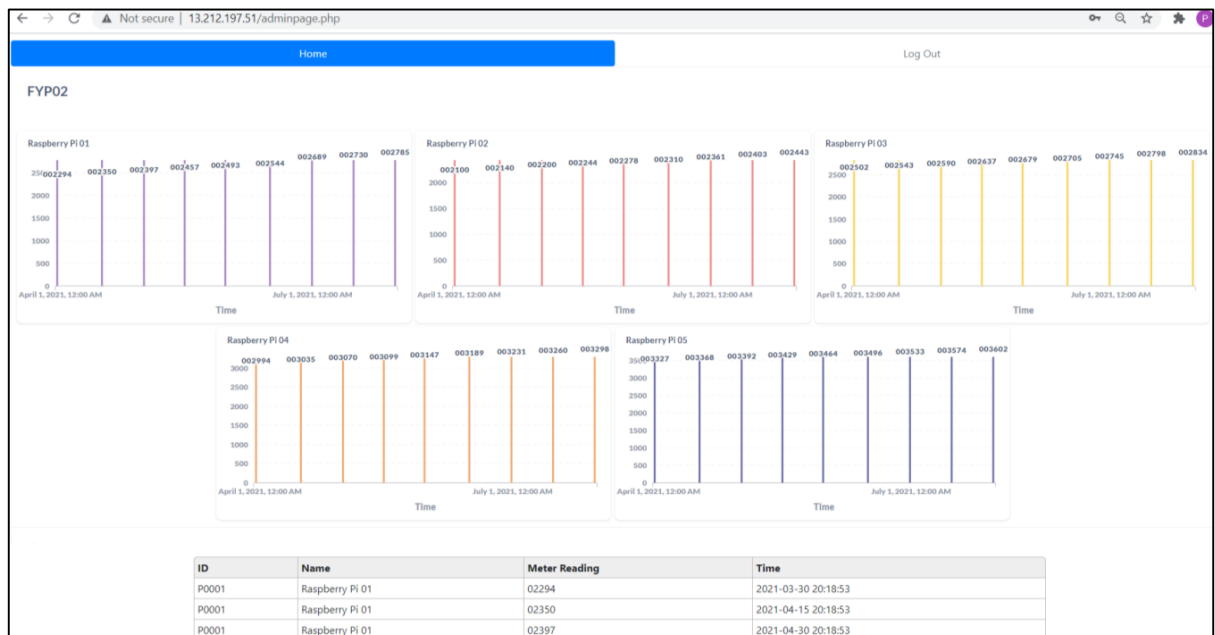 Not secure | 13.212.197.51/adminpage.php
P
Home Log Out
FYP02
Raspberry Pi 01
002294 002350 002397 002457 002493 002544 002689 002730 002785
2000
1500
1000
500
0
April 1, 2021, 12:00 AM July 1, 2021, 12:00 AM
Time
Raspberry Pi 02
002100 002140 002200 002244 002278 002310 002361 002403 002443
2000
1500
1000
500
0
April 1, 2021, 12:00 AM July 1, 2021, 12:00 AM
Time
Raspberry Pi 03
002502 002543 002590 002637 002679 002705 002745 002798 002834
2500
2000
1500
1000
500
0
April 1, 2021, 12:00 AM July 1, 2021, 12:00 AM
Time
Raspberry Pi 04
002994 003035 003070 003099 003147 003189 003231 003260 003298
3000
2500
2000
1500
1000
500
0
April 1, 2021, 12:00 AM July 1, 2021, 12:00 AM
Time
Raspberry Pi 05
003327 003368 003392 003429 003464 003496 003533 003574 003602
3000
2500
2000
1500
1000
500
0
April 1, 2021, 12:00 AM July 1, 2021, 12:00 AM
Time
ID Name Meter Reading Time
P0001 Raspberry Pi 01 02294 2021-03-30 20:18:53
P0001 Raspberry Pi 01 02350 2021-04-15 20:18:53
P0001 Raspberry Pi 01 02397 2021-04-30 20:18:53